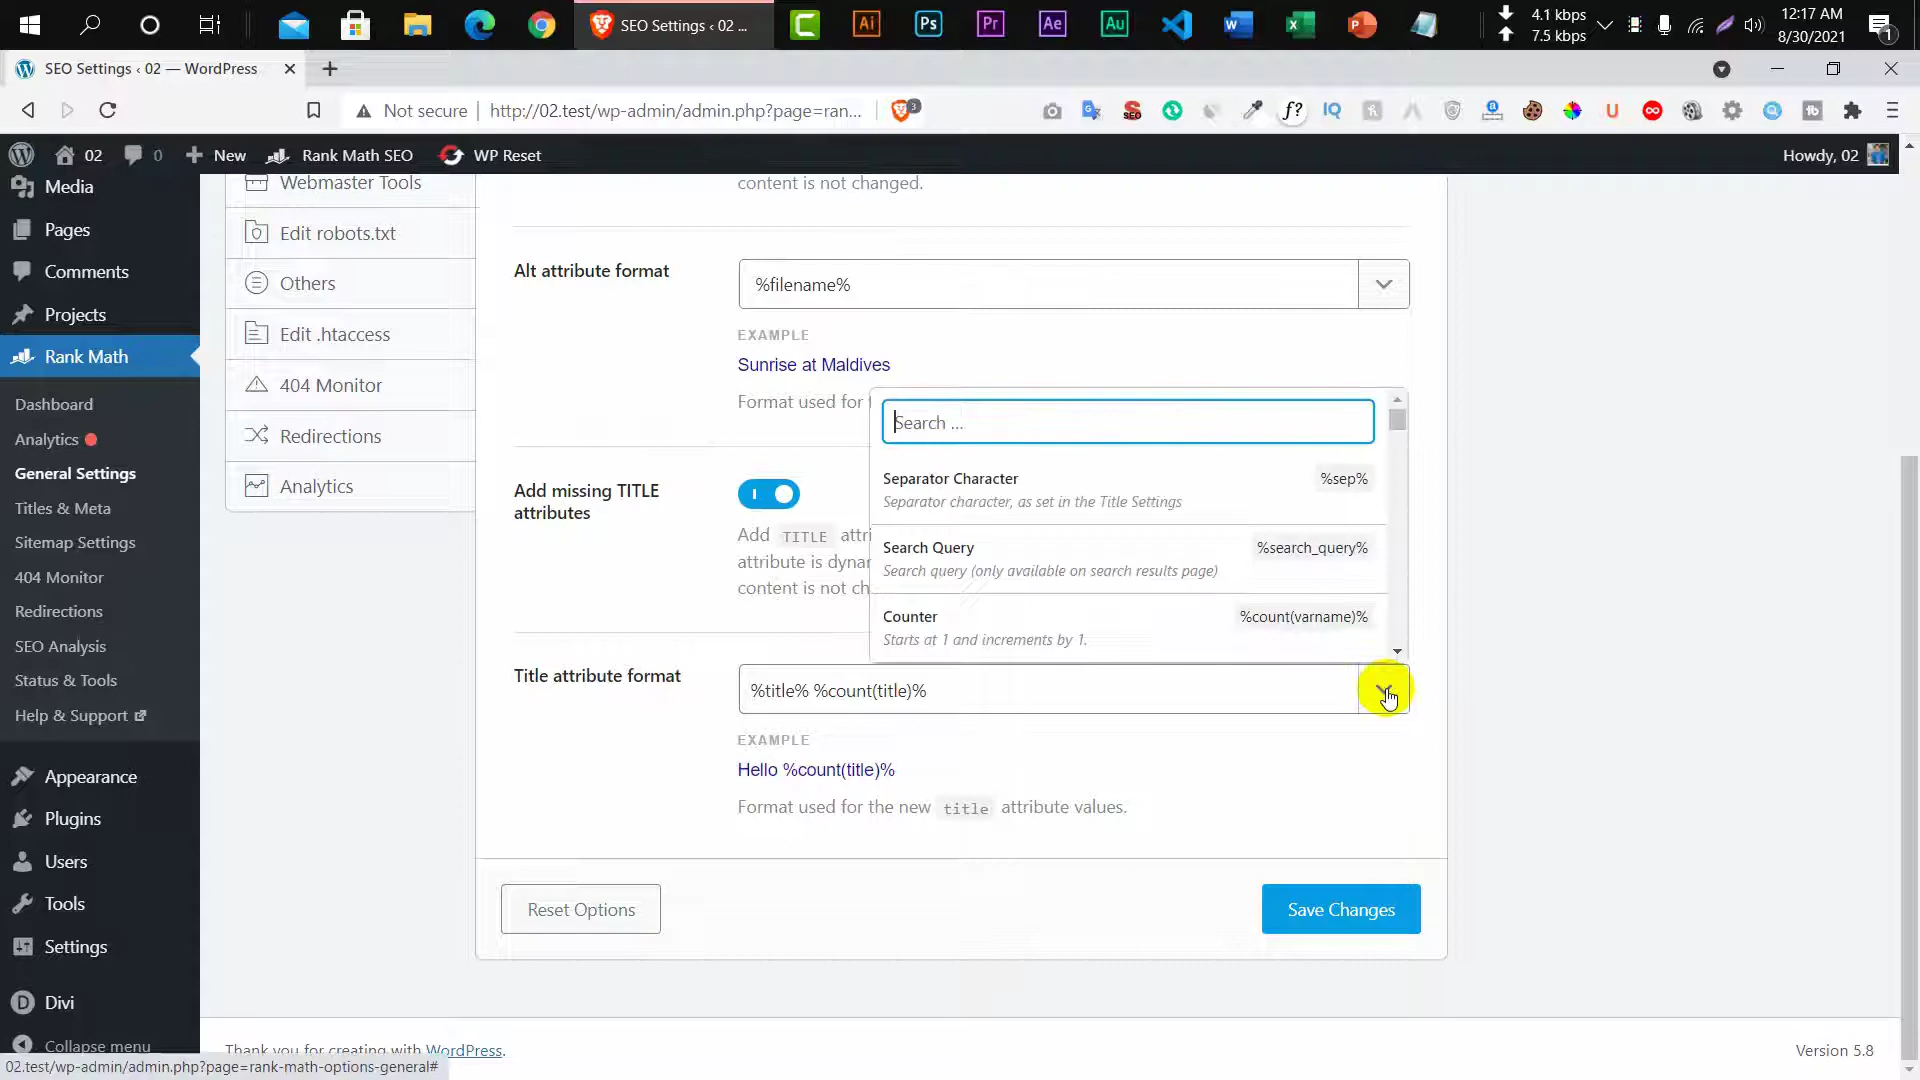 SEO Settings ‹ 02 ...
Ai
Ps
Pr
Ae
Au
4.1 kbps
7.5 kbps
12:17 AM
8/30/2021
1
SEO Settings ‹ 02 — WordPress
Not secure
http://02.test/wp-admin/admin.php?page=ran...
3
SEO
f?
IQ
U
02
0
New
Rank Math SEO
WP Reset
Howdy, 02
Media
Pages
Comments
Projects
Rank Math
Dashboard
Analytics
General Settings
Titles & Meta
Sitemap Settings
404 Monitor
Redirections
SEO Analysis
Status & Tools
Help & Support
Appearance
Plugins
Users
Tools
Settings
Divi
Collapse menu
Webmaster Tools
Edit robots.txt
Others
Edit .htaccess
404 Monitor
Redirections
Analytics
content is not changed.
Alt attribute format
%filename%
EXAMPLE
Sunrise at Maldives
Format used for
Search ...
Separator Character
%sep%
Separator character, as set in the Title Settings
Search Query
%search_query%
Search query (only available on search results page)
Counter
%count(varname)%
Starts at 1 and increments by 1.
Add missing TITLE
attributes
Add TITLE attri
attribute is dynar
content is not ch
Title attribute format
%title% %count(title)%
EXAMPLE
Hello %count(title)%
Format used for the new title attribute values.
Reset Options
Save Changes
Thank you for creating with WordPress.
Version 5.8
02.test/wp-admin/admin.php?page=rank-math-options-general#